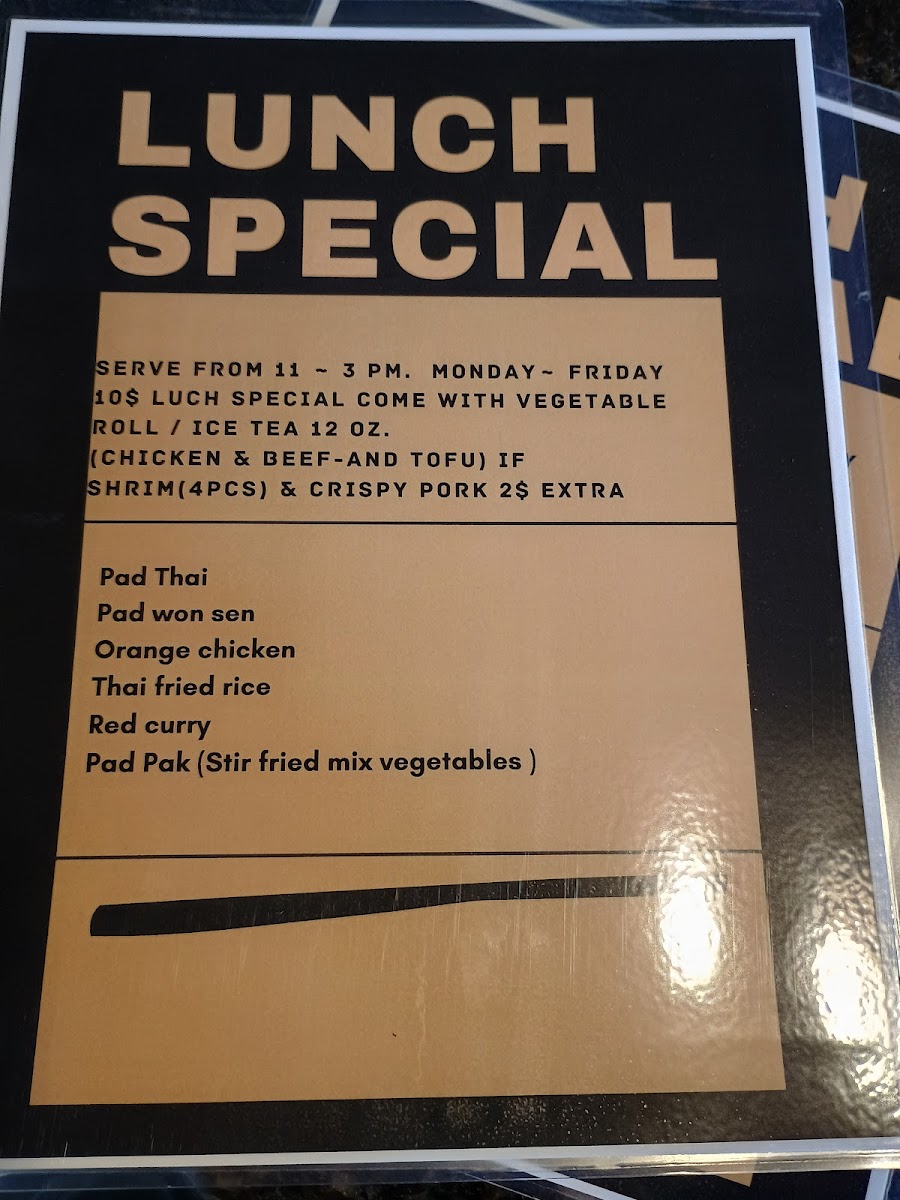 LUNCH
SPECIAL
SERVE FROM 11 ~ 3 PM. MONDAY~ FRIDAY
10$ LUCH SPECIAL COME WITH VEGETABLE
ROLL / ICE TEA 12 OZ.
(CHICKEN & BEEF-AND TOFU) IF
SHRIM(4PCS) & CRISPY PORK 2$ EXTRA
Pad Thai
Pad won sen
Orange chicken
Thai fried rice
Red curry
Pad Pak (Stir fried mix vegetables )